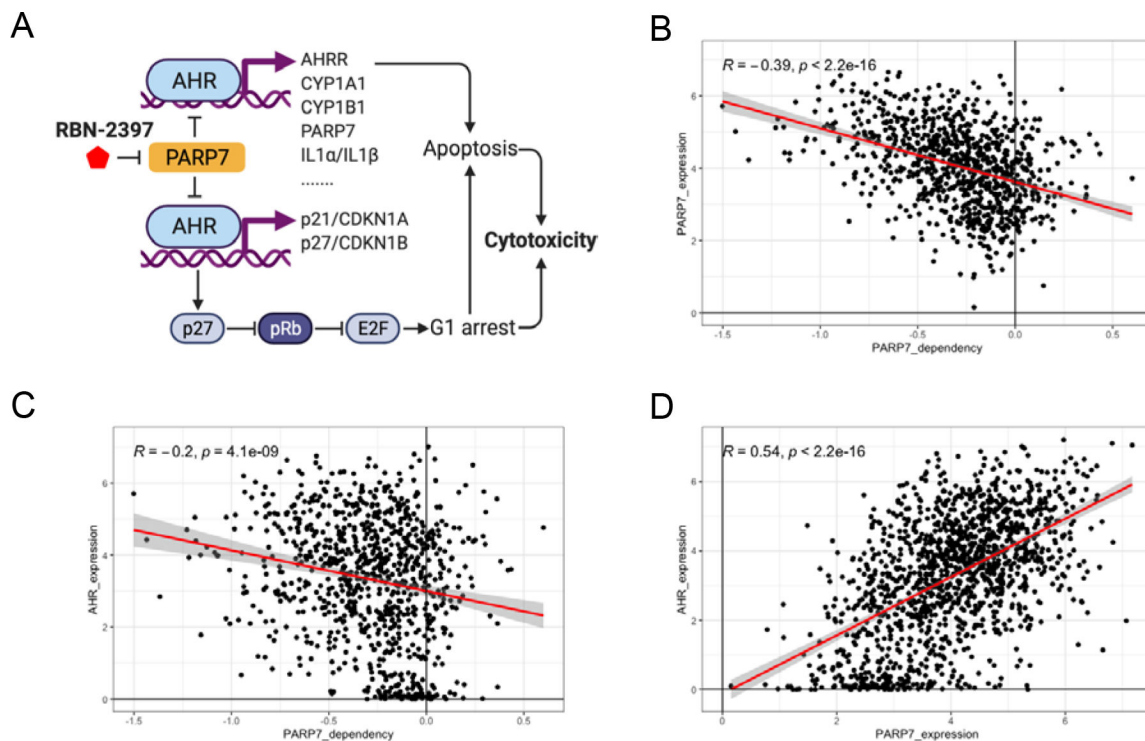 A
AHR
AHRR
CYP1A1
CYP1B1
PARP7
IL1α/IL1β
.......
RBN-2397
PARP7
Apoptosis
AHR
p21/CDKN1A
p27/CDKN1B
Cytotoxicity
p27
pRb
E2F
G1 arrest
B
R = −0.39, p < 2.2e-16
PARP7_expression
6
4
2
0
-1.5
-1.0
-0.5
0.0
0.5
PARP7_dependency
C
R = −0.2, p = 4.1e-09
AHR_expression
6
4
2
0
-1.5
-1.0
-0.5
0.0
0.5
PARP7_dependency
D
R = 0.54, p < 2.2e-16
AHR_expression
6
4
2
0
0
2
4
6
PARP7_expression